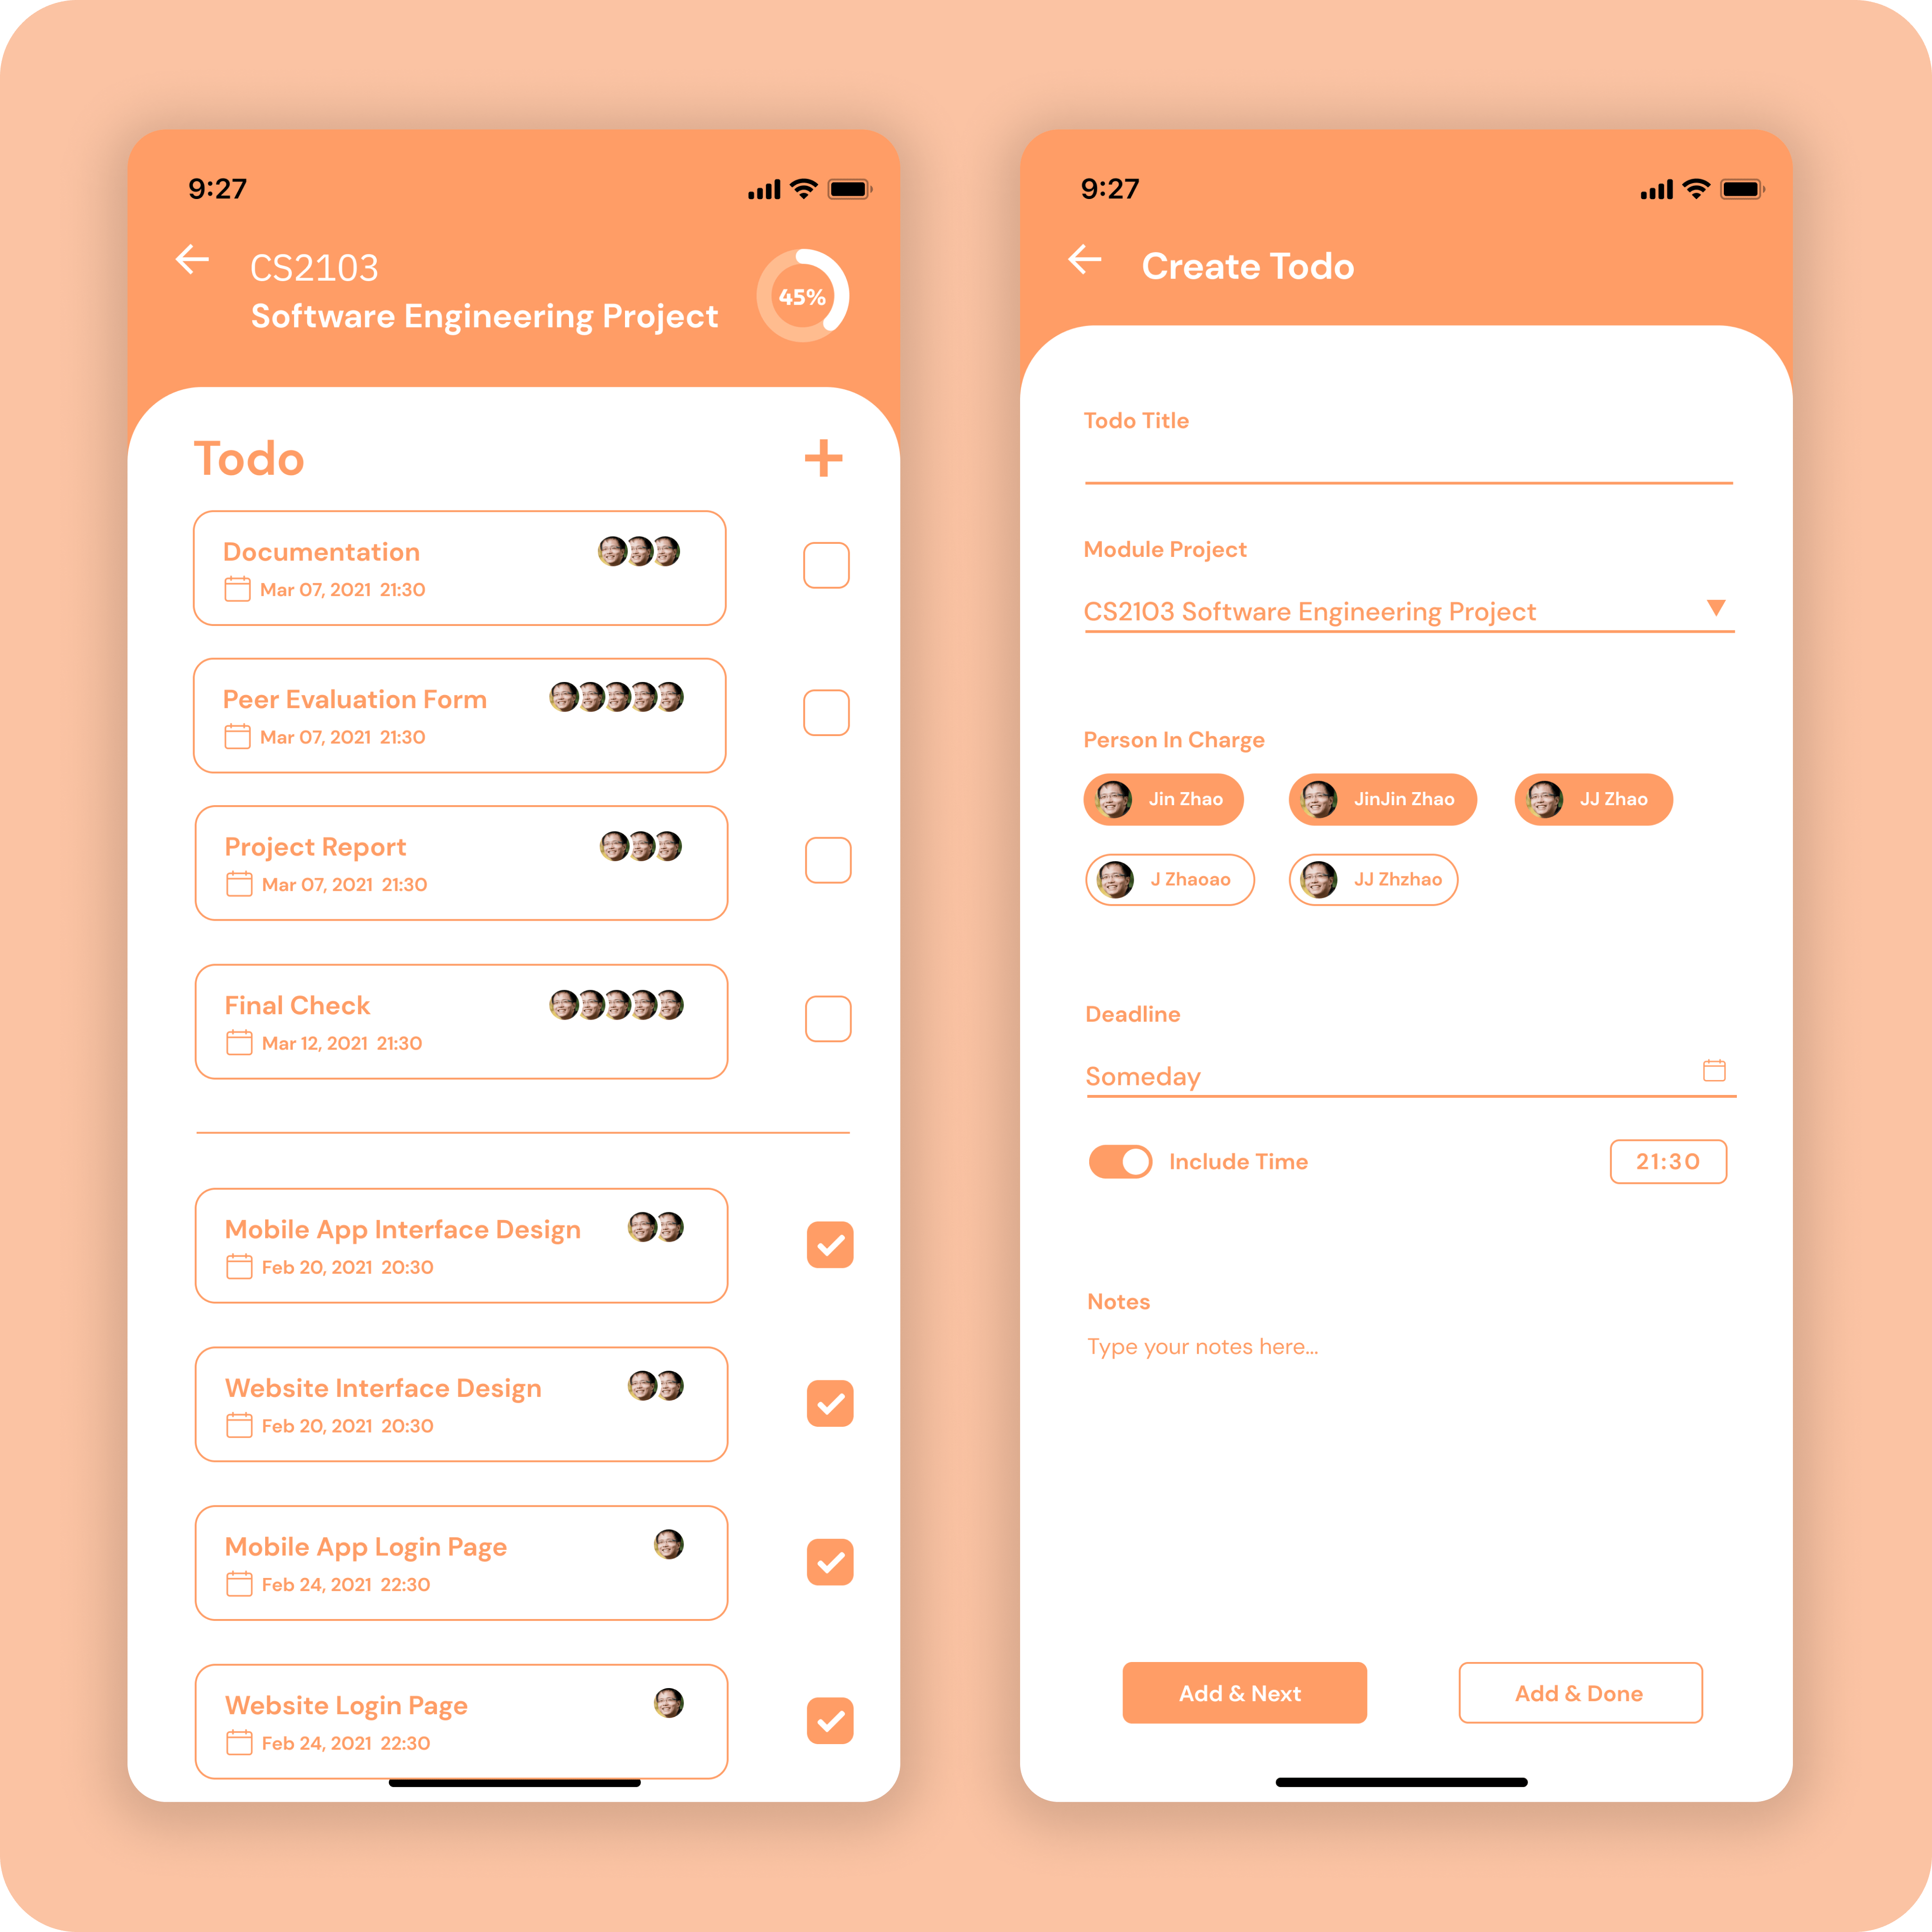 9:27
CS2103
Software Engineering Project
45%
Todo
Documentation
Mar 07, 2021 21:30
Peer Evaluation Form
Mar 07, 2021 21:30
Project Report
Mar 07, 2021 21:30
Final Check
Mar 12, 2021 21:30
Mobile App Interface Design
Feb 20, 2021 20:30
Website Interface Design
Feb 20, 2021 20:30
Mobile App Login Page
Feb 24, 2021 22:30
Website Login Page
Feb 24, 2021 22:30
9:27
Create Todo
Todo Title
Module Project
CS2103 Software Engineering Project
Person In Charge
Jin Zhao JinJin Zhao JJ Zhao
J Zhaoao JJ Zhzhao
Deadline
Someday
Include Time 21:30
Notes
Type your notes here...
Add & Next Add & Done